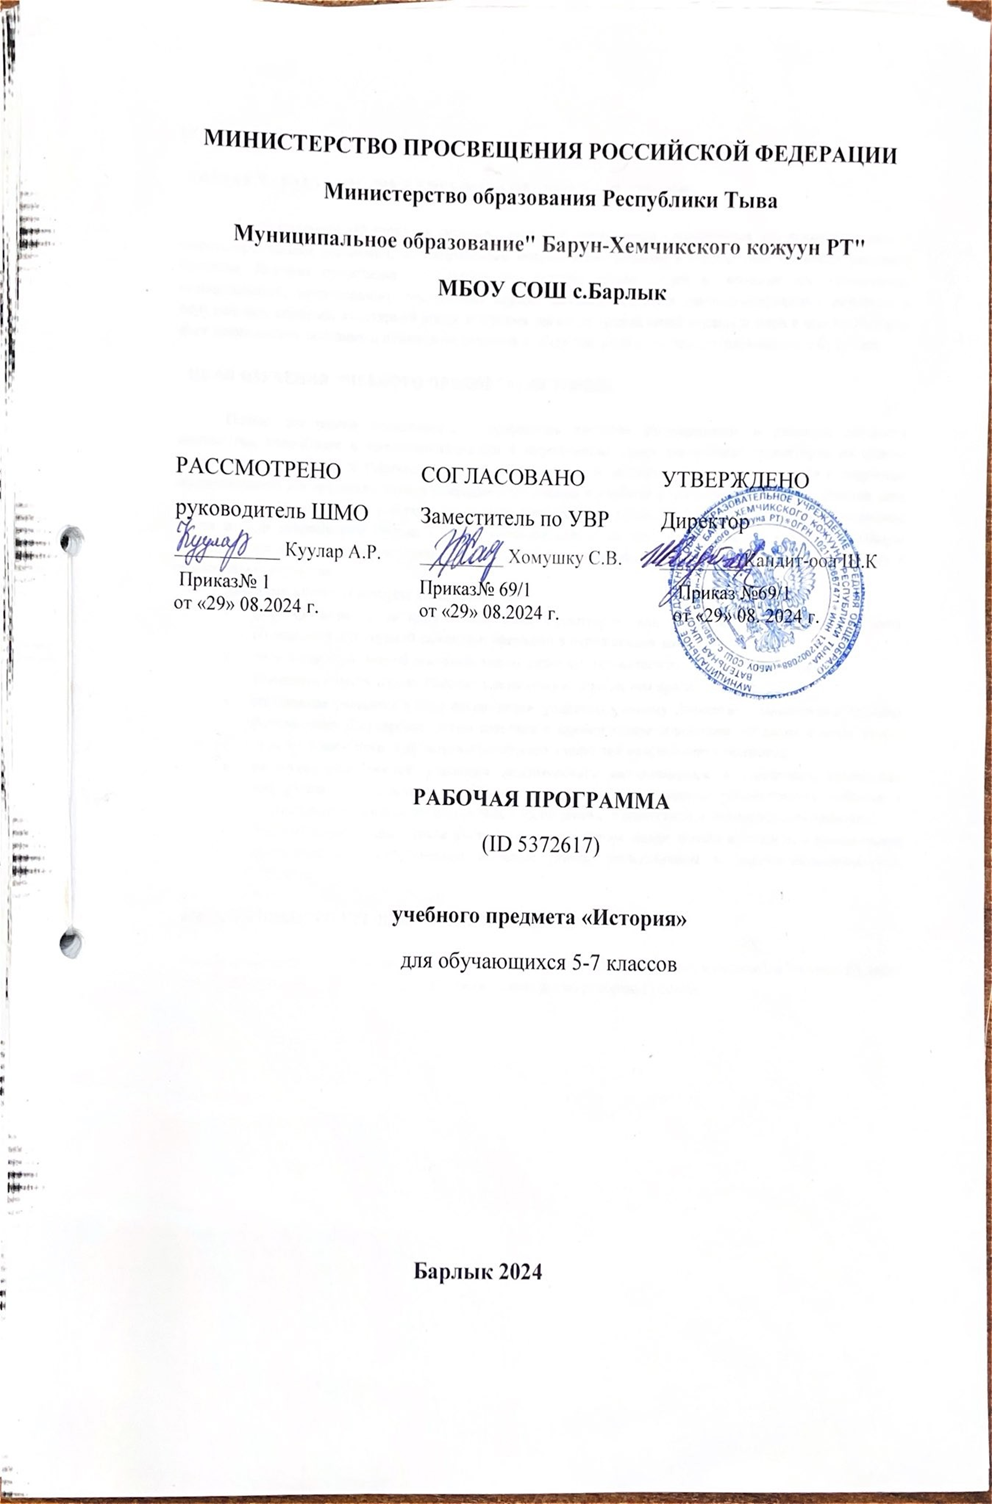 МИНИСТЕРСТВО ПРОСВЕЩЕНИЯ РОССИЙСКОЙ ФЕДЕРАЦИИ
Министерство образования Республики Тыва
Муниципальное образование" Барун-Хемчикского кожуун РТ"
МБОУ СОШ с.Барлык
РАССМОТРЕНО
руководитель ШМО
Куулар
Куулар А.Р.
Приказ№ 1
от «29» 08.2024 г.
СОГЛАСОВАНО
Заместитель по УВР
Хомушку С.В.
Приказ№ 69/1
от «29» 08.2024 г.
УТВЕРЖДЕНО
Директор
Кандит-оол Ш.К
Приказ №69/1
от «29» 08. 2024 г.
РАБОЧАЯ ПРОГРАММА
(ID 5372617)
учебного предмета «История»
для обучающихся 5-7 классов
Барлык 2024